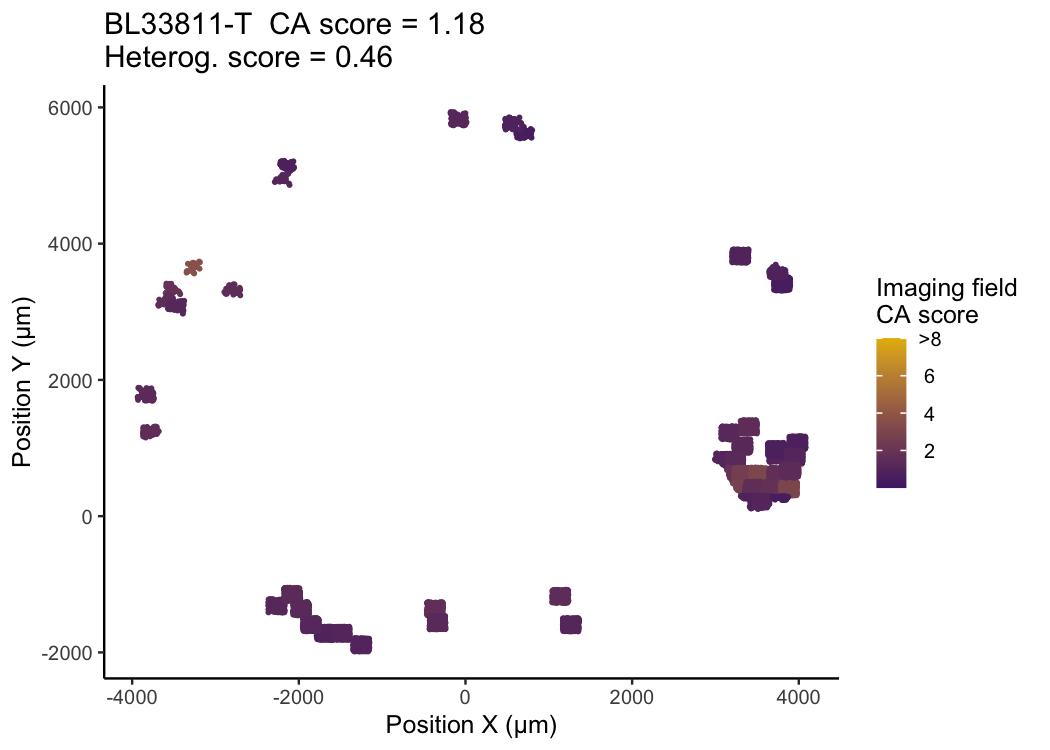 BL33811-T  CA score = 1.18
Heterog. score = 0.46
Position Y (µm)
6000
4000
2000
0
-2000
-4000
-2000
0
2000
4000
Position X (µm)
Imaging field
CA score
>8
6
4
2